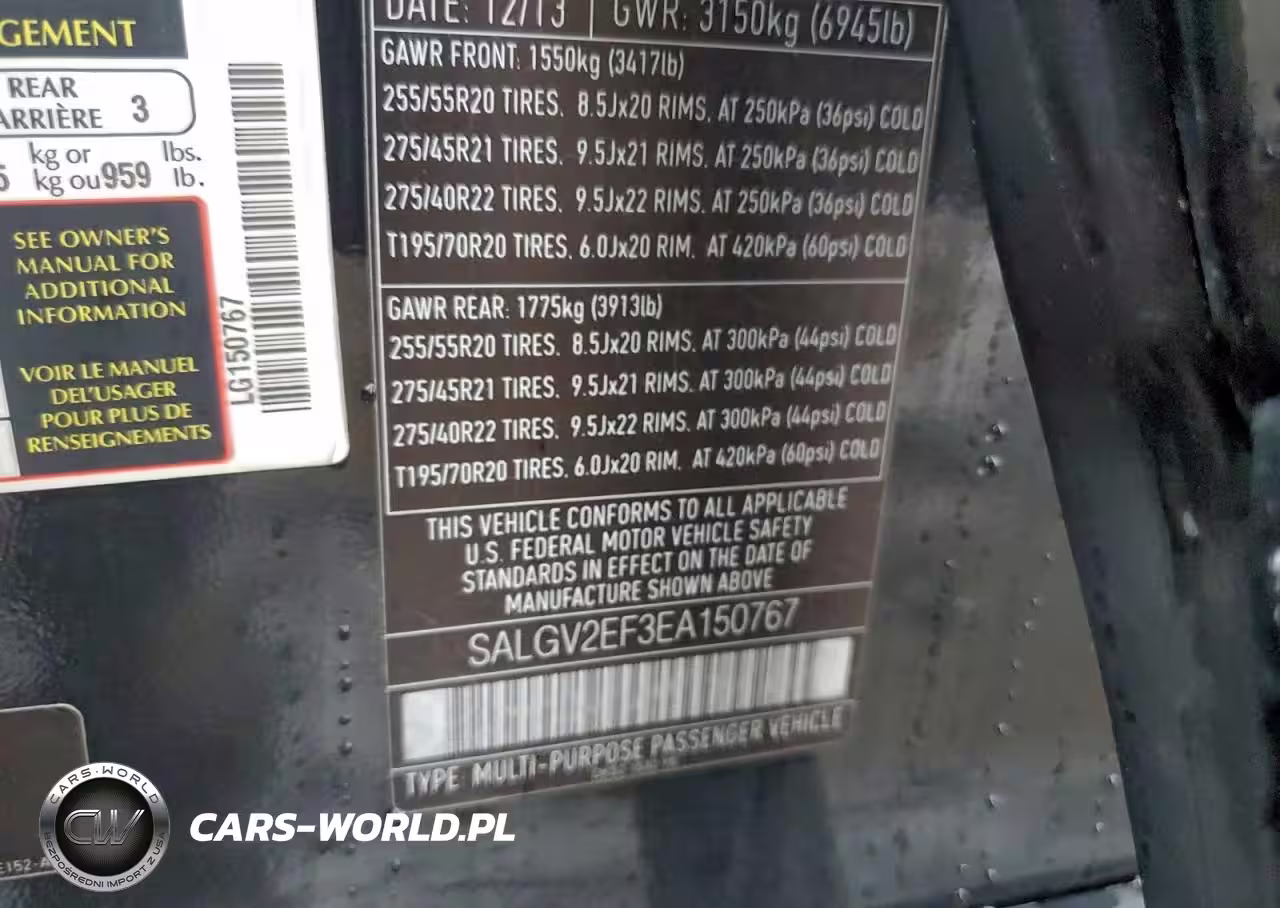 GEMENT
REAR
ARRIÈRE 3
kg or lbs.
kg ou 959 lb.
SEE OWNER'S
MANUAL FOR
ADDITIONAL
INFORMATION
VOIR LE MANUEL
DEL'USAGER
POUR PLUS DE
RENSEIGNEMENTS
LG150767
DATE: 12/13 GWR: 3150kg (6945lb)
GAWR FRONT: 1550kg (3417lb)
255/55R20 TIRES. 8.5Jx20 RIMS. AT 250kPa (36psi) COLD
275/45R21 TIRES. 9.5Jx21 RIMS. AT 250kPa (36psi) COLD
275/40R22 TIRES. 9.5Jx22 RIMS. AT 250kPa (36psi) COLD
T195/70R20 TIRES. 6.0Jx20 RIM. AT 420kPa (60psi) COLD
GAWR REAR: 1775kg (3913lb)
255/55R20 TIRES. 8.5Jx20 RIMS. AT 300kPa (44psi) COLD
275/45R21 TIRES. 9.5Jx21 RIMS. AT 300kPa (44psi) COLD
275/40R22 TIRES. 9.5Jx22 RIMS. AT 300kPa (44psi) COLD
T195/70R20 TIRES. 6.0Jx20 RIM. AT 420kPa (60psi) COLD
THIS VEHICLE CONFORMS TO ALL APPLICABLE
U.S. FEDERAL MOTOR VEHICLE SAFETY
STANDARDS IN EFFECT ON THE DATE OF
MANUFACTURE SHOWN ABOVE
SALGV2EF3EA150767
TYPE: MULTI-PURPOSE PASSENGER VEHICLE
CARS-WORLD
CW
BEZPOŚREDNI IMPORT Z USA
CARS-WORLD.PL